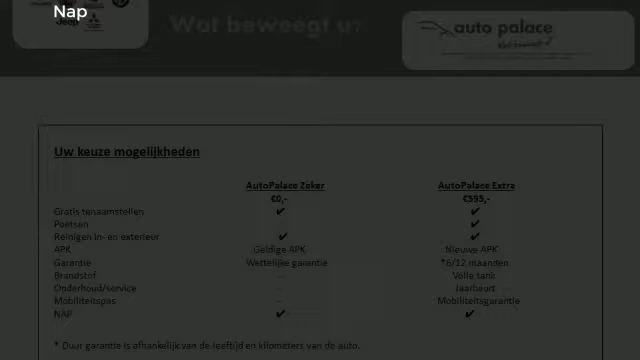 Nap
Jeep
Wat beweegt u?
auto palace
Uw keuze mogelijkheden
AutoPalace Zeker AutoPalace Extra
€0,- €595,-
Gratis tenaamstellen ✔ ✔
Poetsen ✔
Reinigen in- en exterieur ✔ ✔
APK Geldige APK Nieuwe APK
Garantie Wettelijke garantie *6/12 maanden
Brandstof - Volle tank
Onderhoud/service - Jaarbeurt
Mobiliteitspas - Mobiliteitsgarantie
NAP ✔ ✔
* Duur garantie is afhankelijk van de leeftijd en kilometers van de auto.